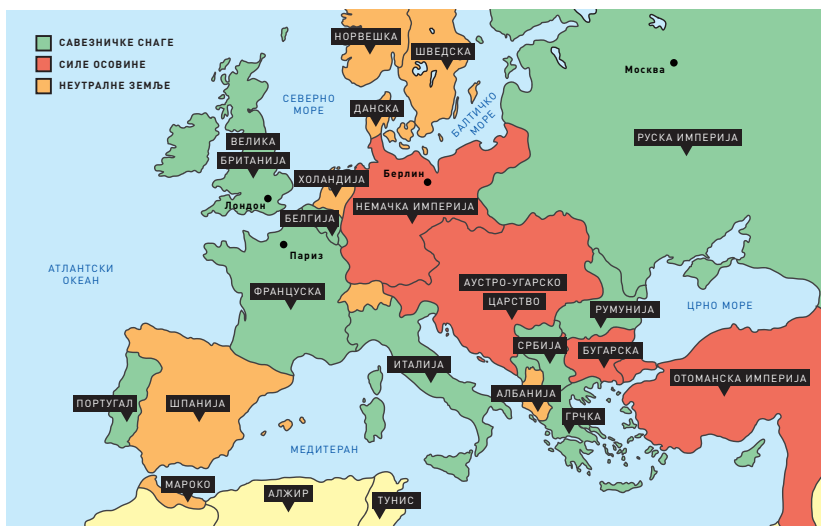 САВЕЗНИЧКЕ СНАГЕ
СИЛЕ ОСОВИНЕ
НЕУТРАЛНЕ ЗЕМЉЕ
НОРВЕШКА
ШВЕДСКА
Москва
СЕВЕРНО
МОРЕ
ДАНСКА
БАЛТИЧКО
МОРЕ
РУСКА ИМПЕРИЈА
ВЕЛИКА
БРИТАНИЈА
ХОЛАНДИЈА
Берлин
Лондон
НЕМАЧКА ИМПЕРИЈА
БЕЛГИЈА
Париз
АТЛАНТСКИ
ОКЕАН
ФРАНЦУСКА
АУСТРО-УГАРСКО
ЦАРСТВО
РУМУНИЈА
ЦРНО МОРЕ
СРБИЈА
БУГАРСКА
ИТАЛИЈА
ОТОМАНСКА ИМПЕРИЈА
АЛБАНИЈА
ПОРТУГАЛ
ШПАНИЈА
ГРЧКА
МЕДИТЕРАН
МАРОКО
АЛЖИР
ТУНИС